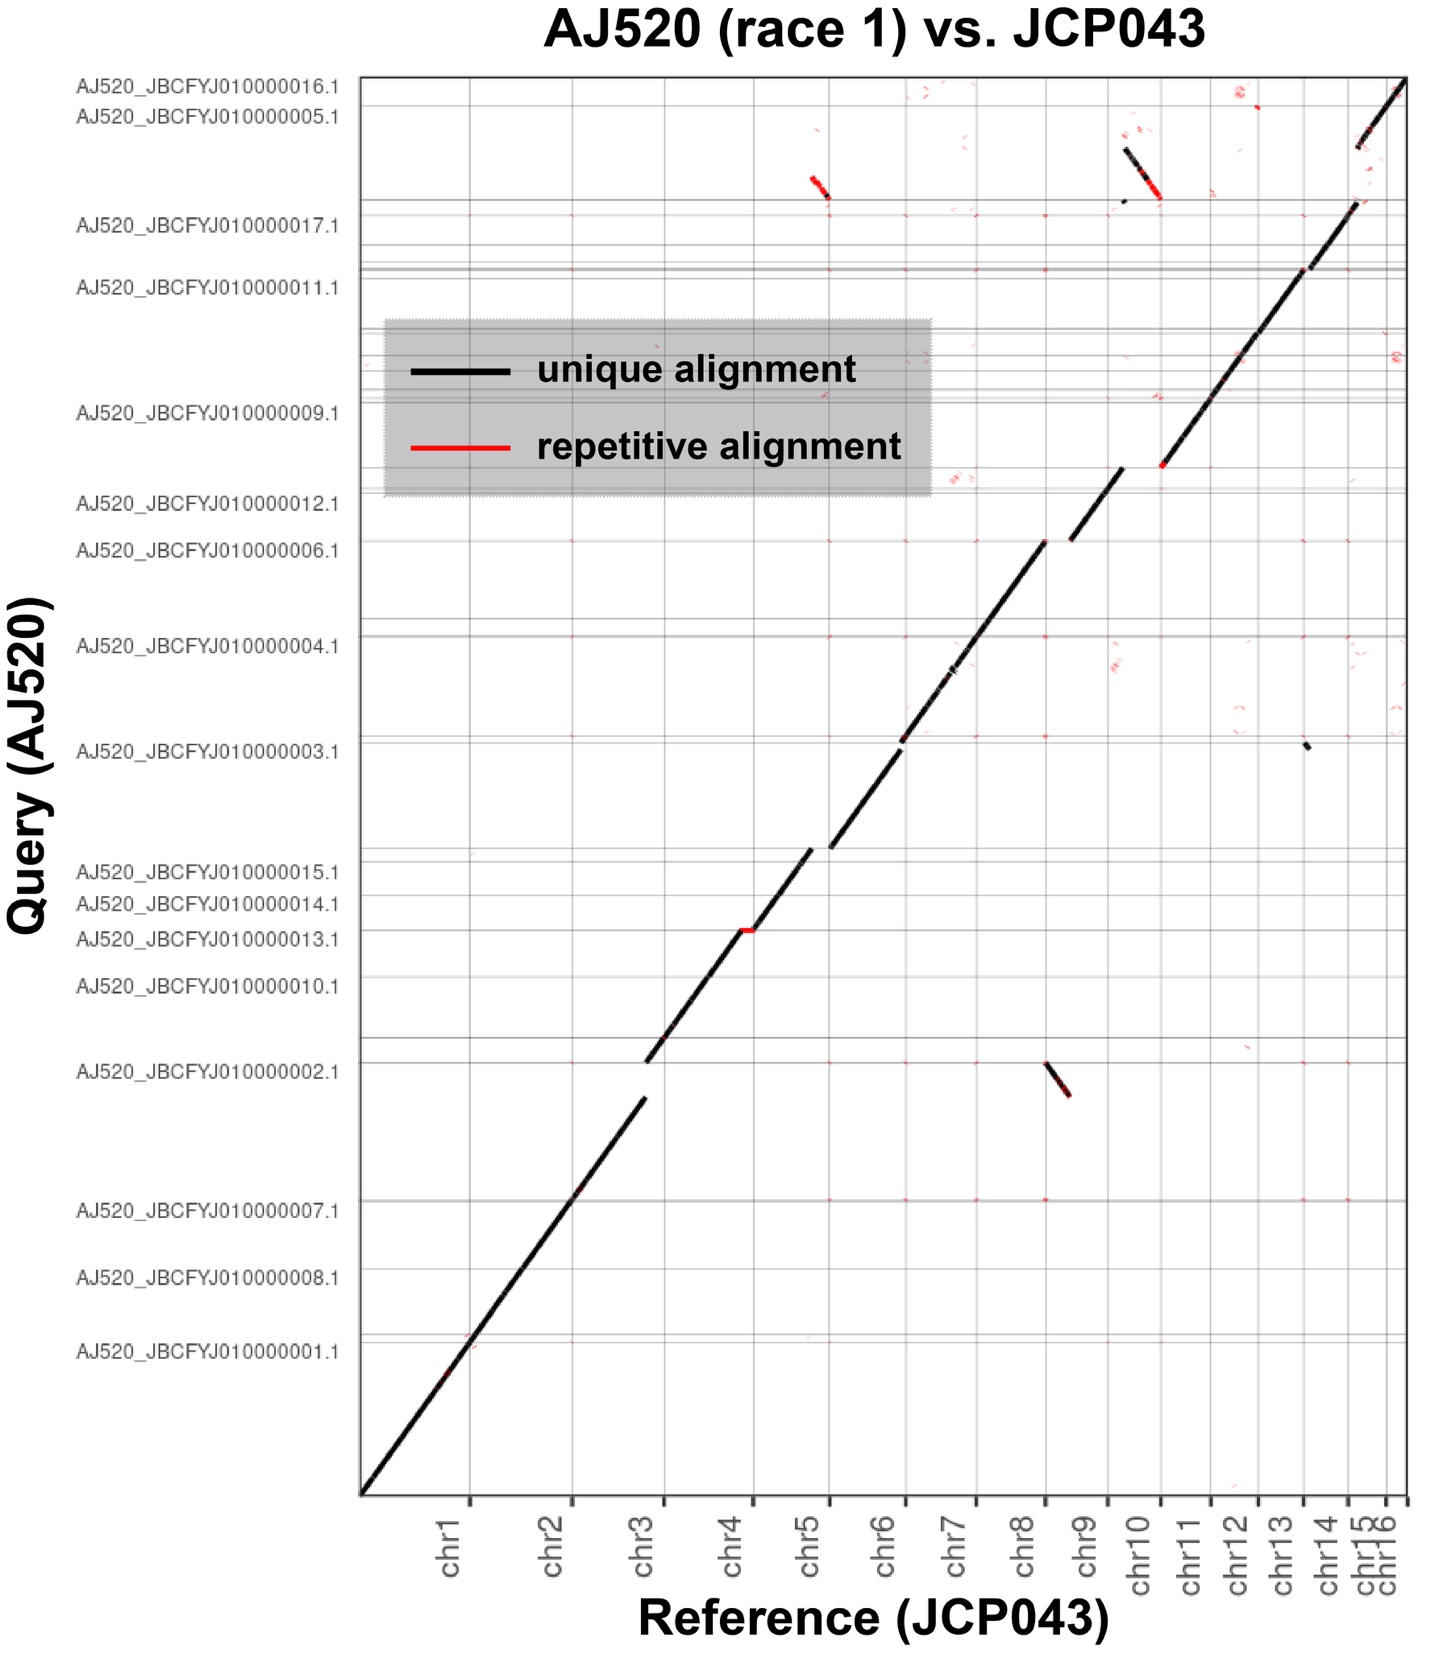 AJ520 (race 1) vs. JCP043
AJ520_JBCFYJ010000016.1
AJ520_JBCFYJ010000005.1
AJ520_JBCFYJ010000017.1
AJ520_JBCFYJ010000011.1
unique alignment
AJ520_JBCFYJ010000009.1
repetitive alignment
AJ520_JBCFYJ010000012.1
AJ520_JBCFYJ010000006.1
AJ520_JBCFYJ010000004.1
AJ520_JBCFYJ010000003.1
AJ520_JBCFYJ010000015.1
AJ520_JBCFYJ010000014.1
AJ520_JBCFYJ010000013.1
AJ520_JBCFYJ010000010.1
AJ520_JBCFYJ010000002.1
AJ520_JBCFYJ010000007.1
AJ520_JBCFYJ010000008.1
AJ520_JBCFYJ010000001.1
Query (AJ520)
chr1
chr2
chr3
chr4
chr5
chr6
chr7
chr8
chr9
chr10
chr11
chr12
chr13
chr14
chr15
chr16
Reference (JCP043)